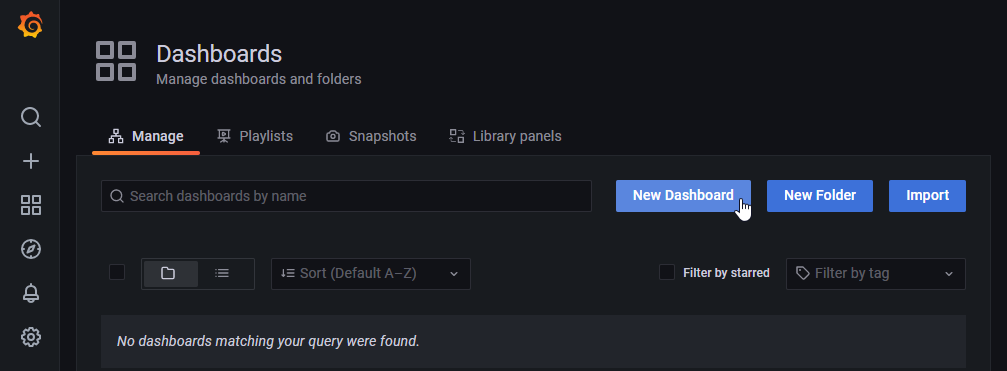 Dashboards
Manage dashboards and folders
Manage Playlists Snapshots Library panels
Search dashboards by name New Dashboard New Folder Import
Sort (Default A–Z) Filter by starred Filter by tag
No dashboards matching your query were found.